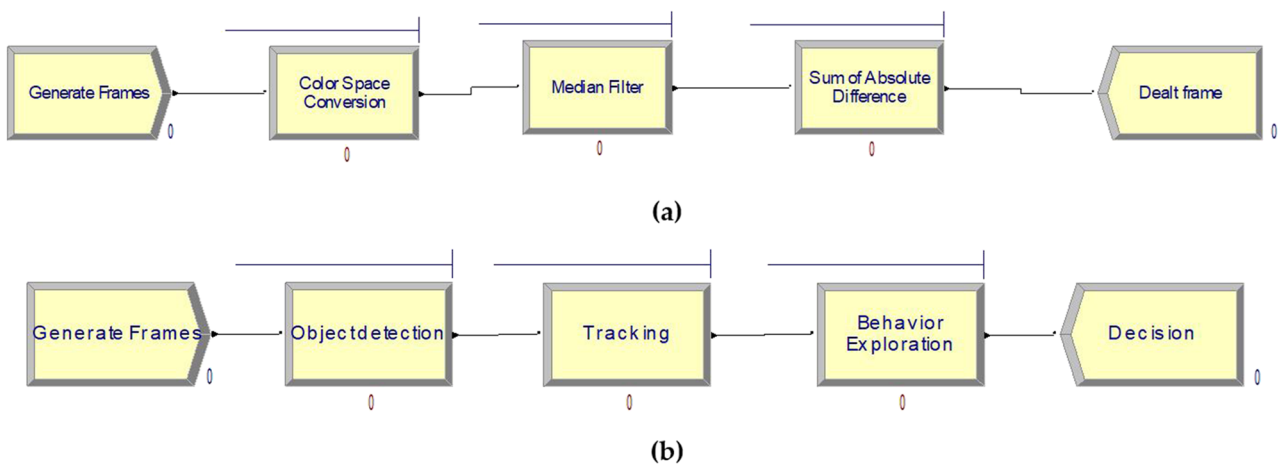 Generate Frames
Color Space
Conversion
Median Filter
Sum of Absolute
Difference
Dealt frame
0
0
0
0
0
(a)
Generate Frames
Objectdetection
Tracking
Behavior
Exploration
Decision
0
0
0
0
0
(b)